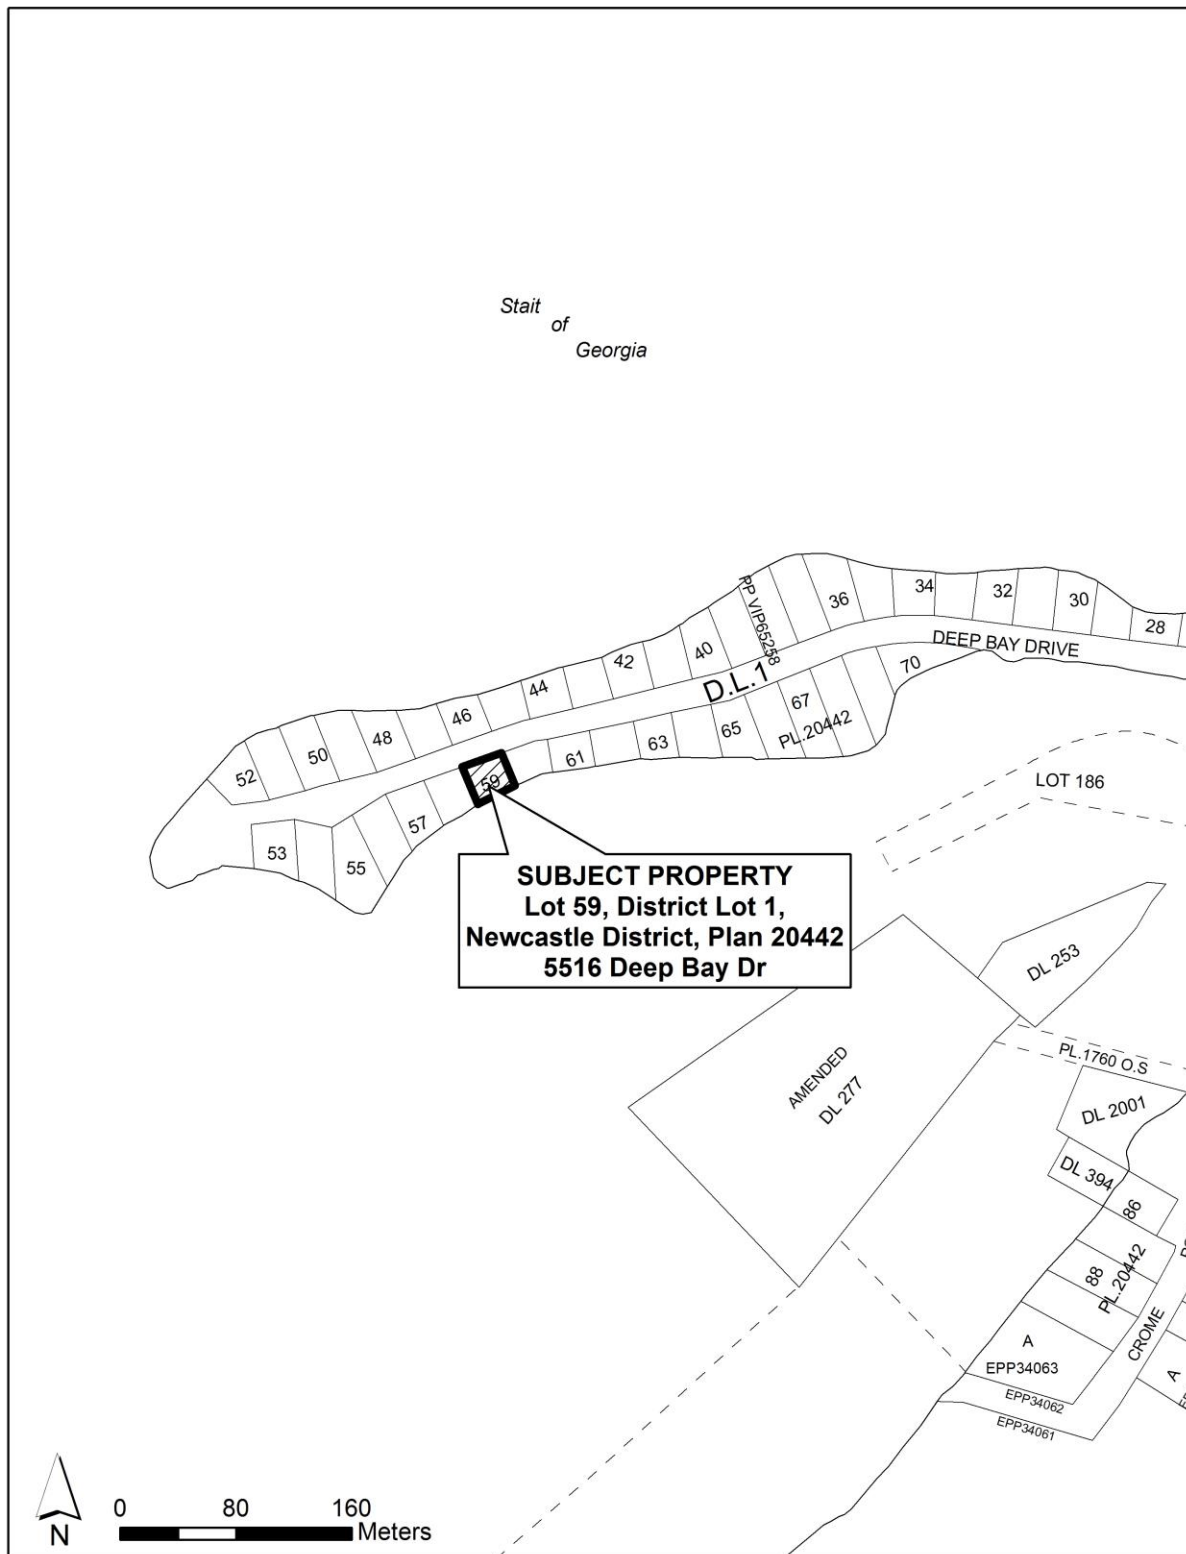 Stait
of
Georgia
PP VIP65258
36
34
32
30
28
DEEP BAY DRIVE
40
42
44
46
48
50
52
D.L.1
70
67
PL.20442
65
63
61
59
57
55
53
LOT 186
SUBJECT PROPERTY
Lot 59, District Lot 1,
Newcastle District, Plan 20442
5516 Deep Bay Dr
DL 253
AMENDED
DL 277
PL.1760 O.S
DL 2001
DL 394
86
88
PL.20442
CROME
A
EPP34063
EPP34062
EPP34061
A
N
0 80 160
Meters